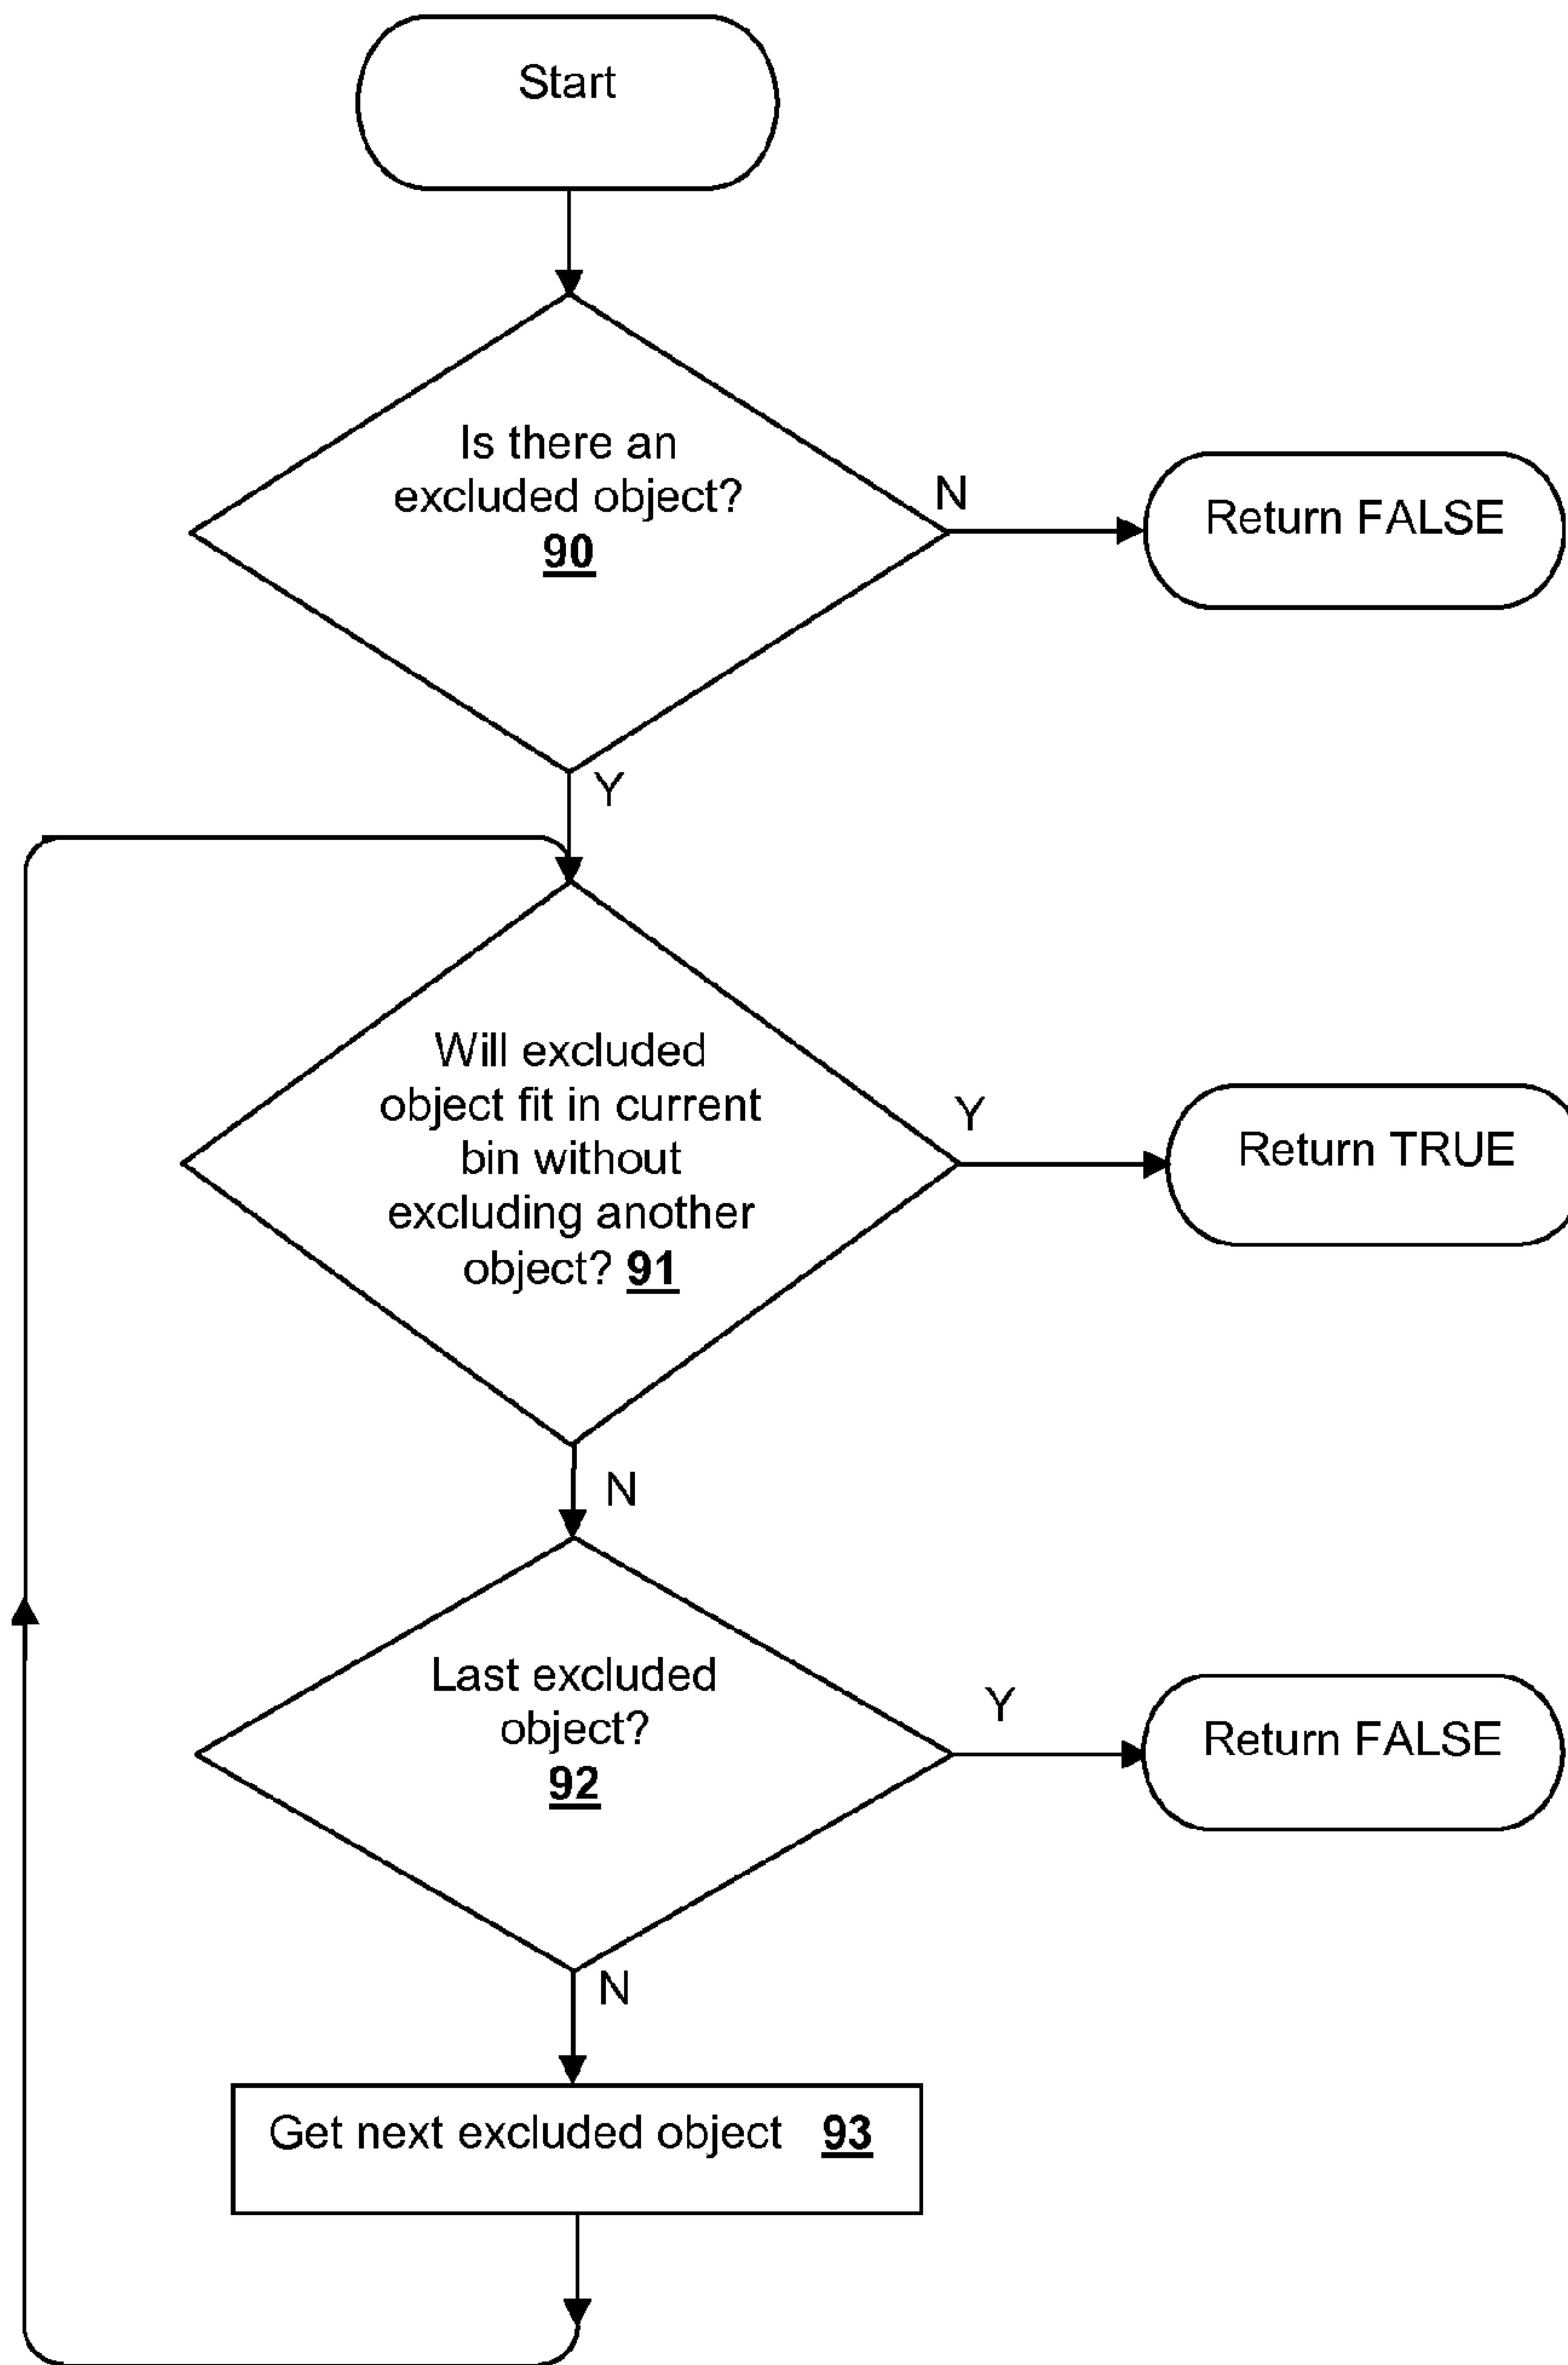 Start
Is there an
excluded object?
90
N
Return FALSE
Y
Will excluded
object fit in current
bin without
excluding another
object? 91
Y
Return TRUE
N
Last excluded
object?
92
Y
Return FALSE
N
Get next excluded object 93